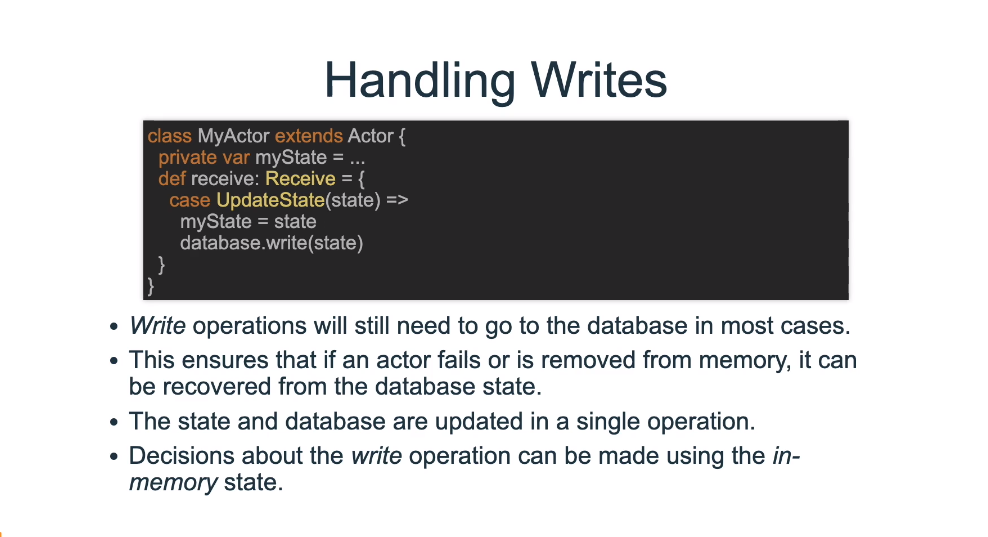 Handling Writes
class MyActor extends Actor {
private var myState = ...
def receive: Receive = {
case UpdateState(state) =>
myState = state
database.write(state)
}
}
• Write operations will still need to go to the database in most cases.
• This ensures that if an actor fails or is removed from memory, it can
be recovered from the database state.
• The state and database are updated in a single operation.
• Decisions about the write operation can be made using the in-
memory state.